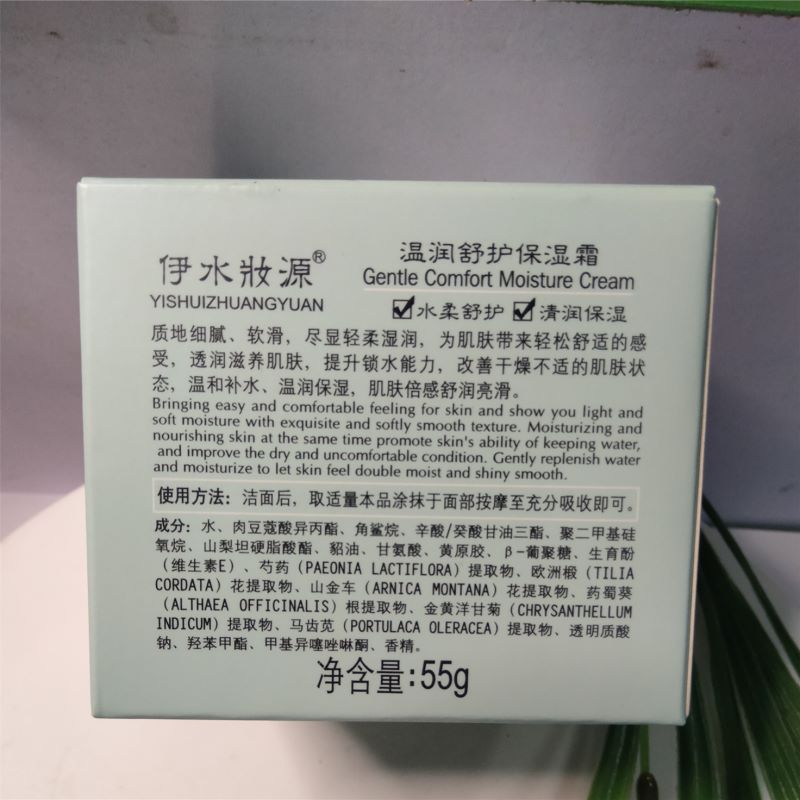 伊水妝源®
YISHUIZHUANGYUAN
温润舒护保湿霜
Gentle Comfort Moisture Cream
水柔舒护 清润保湿
质地细腻、软滑，尽显轻柔湿润，为肌肤带来轻松舒适的感
受，透润滋养肌肤，提升锁水能力，改善干燥不适的肌肤状
态，温和补水、温润保湿，肌肤倍感舒润亮滑。
Bringing easy and comfortable feeling for skin and show you light and
soft moisture with exquisite and softly smooth texture. Moisturizing and
nourishing skin at the same time promote skin's ability of keeping water,
and improve the dry and uncomfortable condition. Gently replenish water
and moisturize to let skin feel double moist and shiny smooth.
使用方法：洁面后，取适量本品涂抹于面部按摩至充分吸收即可。
成分：水、肉豆蔻酸异丙酯、角鲨烷、辛酸/癸酸甘油三酯、聚二甲基硅
氧烷、山梨坦硬脂酸酯、貂油、甘氨酸、黄原胶、β-葡聚糖、生育酚
（维生素E）、芍药（PAEONIA LACTIFLORA）提取物、欧洲椴（TILIA
CORDATA）花提取物、山金车（ARNICA MONTANA）花提取物、药蜀葵
（ALTHAEA OFFICINALIS）根提取物、金黄洋甘菊（CHRYSANTHELLUM
INDICUM）提取物、马齿苋（PORTULACA OLERACEA）提取物、透明质酸
钠、羟苯甲酯、甲基异噻唑啉酮、香精。
净含量:55g